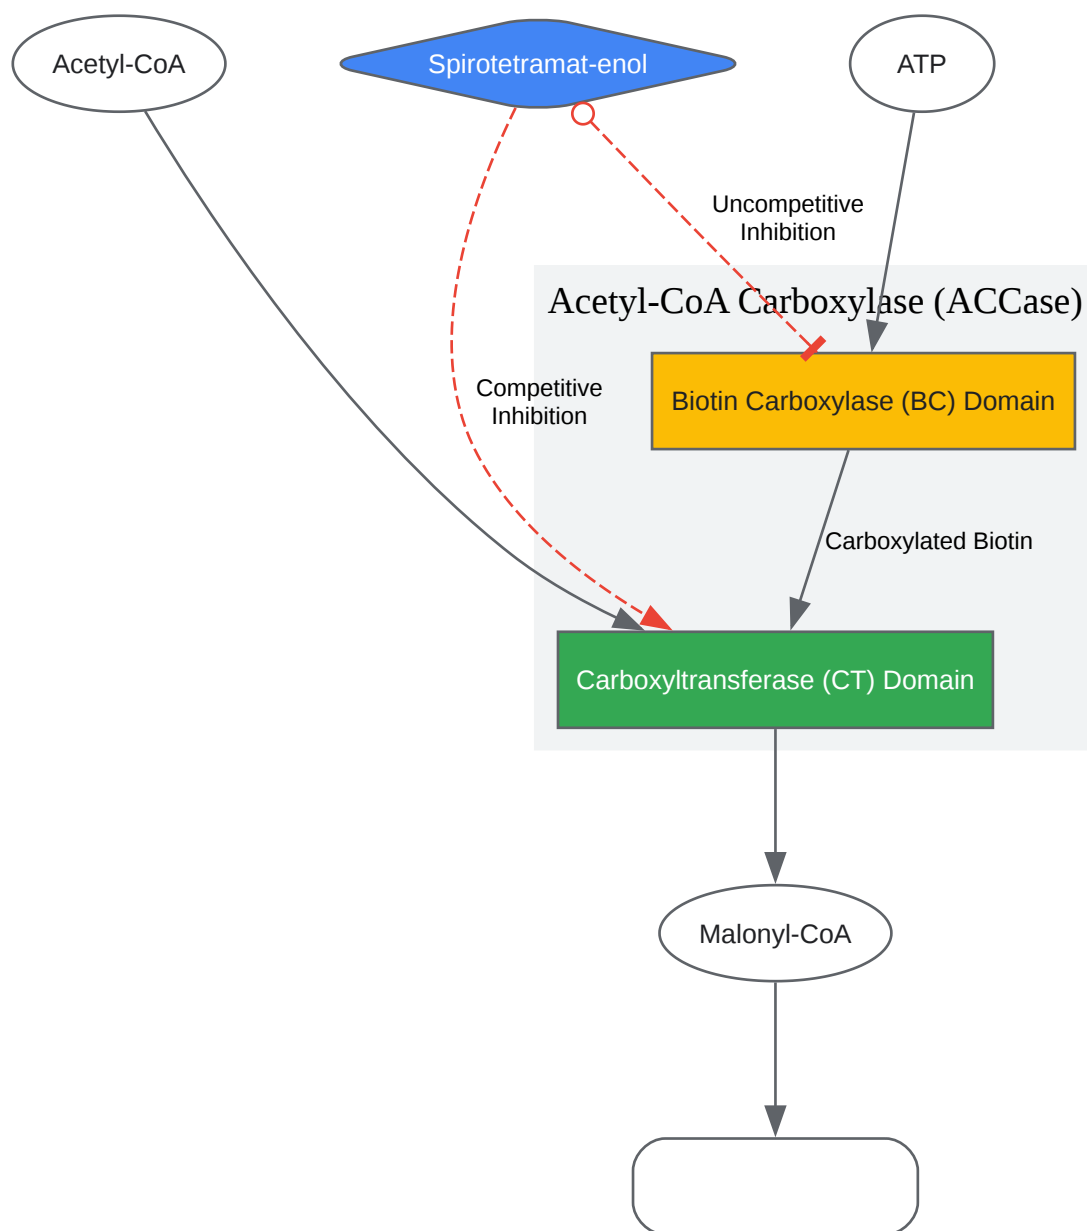 Acetyl-CoA
Spirotetramat-enol
ATP
Uncompetitive
Inhibition
Acetyl-CoA Carboxylase (ACCase)
Competitive
Inhibition
Biotin Carboxylase (BC) Domain
Carboxylated Biotin
Carboxyltransferase (CT) Domain
Malonyl-CoA